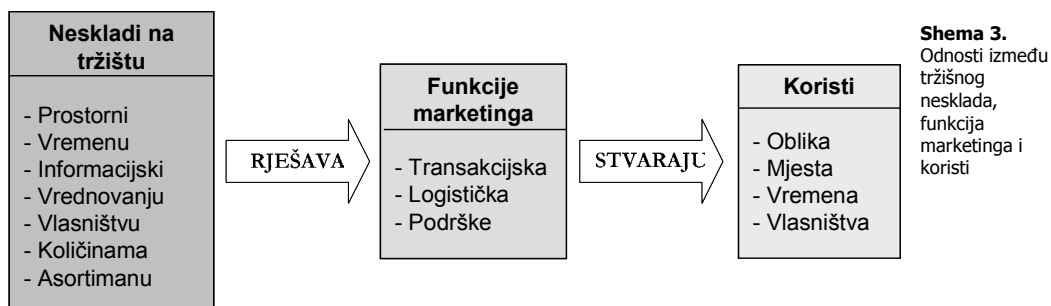 Neskladi na
tržištu
- Prostorni
- Vremenu
- Informacijski
- Vrednovanju
- Vlasništvu
- Količinama
- Asortimanu
RJEŠAVA
Funkcije
marketinga
- Transakcijska
- Logistička
- Podrške
STVARAJU
Koristi
- Oblika
- Mjesta
- Vremena
- Vlasništva
Shema 3.
Odnosti između
tržišnog
nesklada,
funkcija
marketinga i
koristi